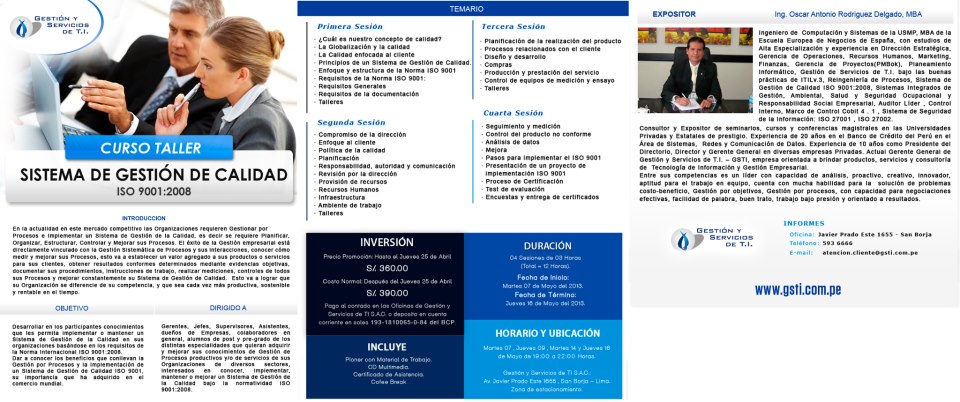 GESTIÓN Y
SERVICIOS
DE T.I.
CURSO TALLER
SISTEMA DE GESTIÓN DE CALIDAD
ISO 9001:2008
INTRODUCCION
En la actualidad en este mercado competitivo las Organizaciones requieren Gestionar por
Procesos e Implementar un Sistema de Gestión de la Calidad, es decir se requiere Planificar,
Organizar, Estructurar, Controlar y Mejorar sus Procesos. El éxito de la Gestión empresarial está
directamente vinculado con la Gestión Sistemática de Procesos y sus interacciones, conocer cómo
medir y mejorar sus Procesos, esto va a establecer un valor agregado a sus productos o servicios
para sus clientes, obtener resultados conformes determinados mediante evidencias objetivas,
documentar sus procedimientos, instrucciones de trabajo, realizar mediciones, controles de todos
sus Procesos y mejorar constantemente su Sistema de Gestión de Calidad. Esto va a lograr que
su Organización se diferencie de su competencia, y que sea cada vez más productiva, sostenible
y rentable en el tiempo.
OBJETIVO
Desarrollar en los participantes conocimientos
que les permita implementar o mantener un
Sistema de Gestión de la Calidad en sus
organizaciones basándose en los requisitos de
la Norma Internacional ISO 9001:2008.
Dar a conocer los beneficios que conllevan la
Gestión por Procesos y la implementación de
un Sistema de Gestión de Calidad ISO 9001,
su importancia que ha adquirido en el
comercio mundial.
DIRIGIDO A
Gerentes, Jefes, Supervisores, Asistentes,
dueños de Empresas, colaboradores en
general, alumnos de post y pre-grado de los
distintas especialidades que quieran adquirir
y mejorar sus conocimientos de Gestión de
Procesos productivos y/o de servicios de sus
Organizaciones de diversos sectores,
interesados en conocer, implementar,
mantener o mejorar un Sistema de Gestión de
la Calidad bajo la normatividad ISO
9001:2008.
TEMARIO
Primera Sesión
· ¿Cuál es nuestro concepto de calidad?
· La Globalización y la calidad
· La Calidad enfocada al cliente
· Principios de un Sistema de Gestión de Calidad.
· Enfoque y estructura de la Norma ISO 9001
· Requisitos de la Norma ISO 9001:
· Requisitos Generales
· Requisitos de la documentación
· Talleres
Segunda Sesión
· Compromiso de la dirección
· Enfoque al cliente
· Política de la calidad
· Planificación
· Responsabilidad, autoridad y comunicación
· Revisión por la dirección
· Provisión de recursos
· Recursos Humanos
· Infraestructura
· Ambiente de trabajo
· Talleres
Tercera Sesión
· Planificación de la realización del producto
· Procesos relacionados con el cliente
· Diseño y desarrollo
· Compras
· Producción y prestación del servicio
· Control de equipos de medición y ensayo
· Talleres
Cuarta Sesión
· Seguimiento y medición
· Control del producto no conforme
· Análisis de datos
· Mejora
· Pasos para implementar el ISO 9001
· Presentación de un proyecto de
implementación ISO 9001
· Proceso de Certificación
· Test de evaluación
· Encuestas y entrega de certificados
INVERSIÓN
Precio Promoción: Hasta el Jueves 25 de Abril
S/. 360.00
Costo Normal: Después del Jueves 25 de Abril
S/. 390.00
Pago al contado en las Oficinas de Gestión y
Servicios de TI S.A.C. o depósito en cuenta
corriente en soles 193-1810065-0-84 del BCP.
INCLUYE
Planer con Material de Trabajo.
CD Multimedia.
Certificado de Asistencia.
Cofee Break
DURACIÓN
04 Sesiones de 03 Horas
(Total = 12 Horas).
Fecha de Inicio:
Martes 07 de Mayo del 2013.
Fecha de Término:
Jueves 16 de Mayo del 2013.
HORARIO Y UBICACIÓN
Martes 07 , Jueves 09 , Martes 14 y Jueves 16
de Mayo de 19:00 a 22:00 Horas.
Gestión y Servicios de TI S.A.C.:
Av. Javier Prado Este 1655 , San Borja – Lima.
Zona de estacionamiento.
EXPOSITOR
Ing. Oscar Antonio Rodriguez Delgado, MBA
Ingeniero de Computación y Sistemas de la USMP, MBA de la
Escuela Europea de Negocios de España, con estudios de
Alta Especialización y experiencia en Dirección Estratégica,
Gerencia de Operaciones, Recursos Humanos, Marketing,
Finanzas, Gerencia de Proyectos(PMBok), Planeamiento
Informático, Gestión de Servicios de T.I. bajo las buenas
prácticas de ITILv.3, Reingeniería de Procesos, Sistema de
Gestión de Calidad ISO 9001:2008, Sistemas Integrados de
Gestión, Ambiental, Salud y Seguridad Ocupacional y
Responsabilidad Social Empresarial, Auditor Líder , Control
Interno, Marco de Control Cobit 4 . 1 , Sistema de Seguridad
de la Información: ISO 27001 , ISO 27002.
Consultor y Expositor de seminarios, cursos y conferencias magistrales en las Universidades
Privadas y Estatales de prestigio. Experiencia de 20 años en el Banco de Crédito del Perú en el
Área de Sistemas, Redes y Comunicación de Datos. Experiencia de 10 años como Presidente del
Directorio, Director y Gerente General en diversas empresas Privadas. Actual Gerente General de
Gestión y Servicios de T.I. – GSTI, empresa orientada a brindar productos, servicios y consultoría
de Tecnología de Información y Gestión Empresarial.
Entre sus competencias es un líder con capacidad de análisis, proactivo, creativo, innovador,
aptitud para el trabajo en equipo, cuenta con mucha habilidad para la solución de problemas
costo-beneficio, Gestión por objetivos, Gestión por procesos, con capacidad para negociaciones
efectivas, facilidad de palabra, buen trato, trabajo bajo presión y orientado a resultados.
GESTIÓN Y
SERVICIOS
DE T.I.
INFORMES
Oficina: Javier Prado Este 1655 - San Borja
Teléfono: 593 6666
E-mail: atencion.cliente@gsti.com.pe
www.gsti.com.pe